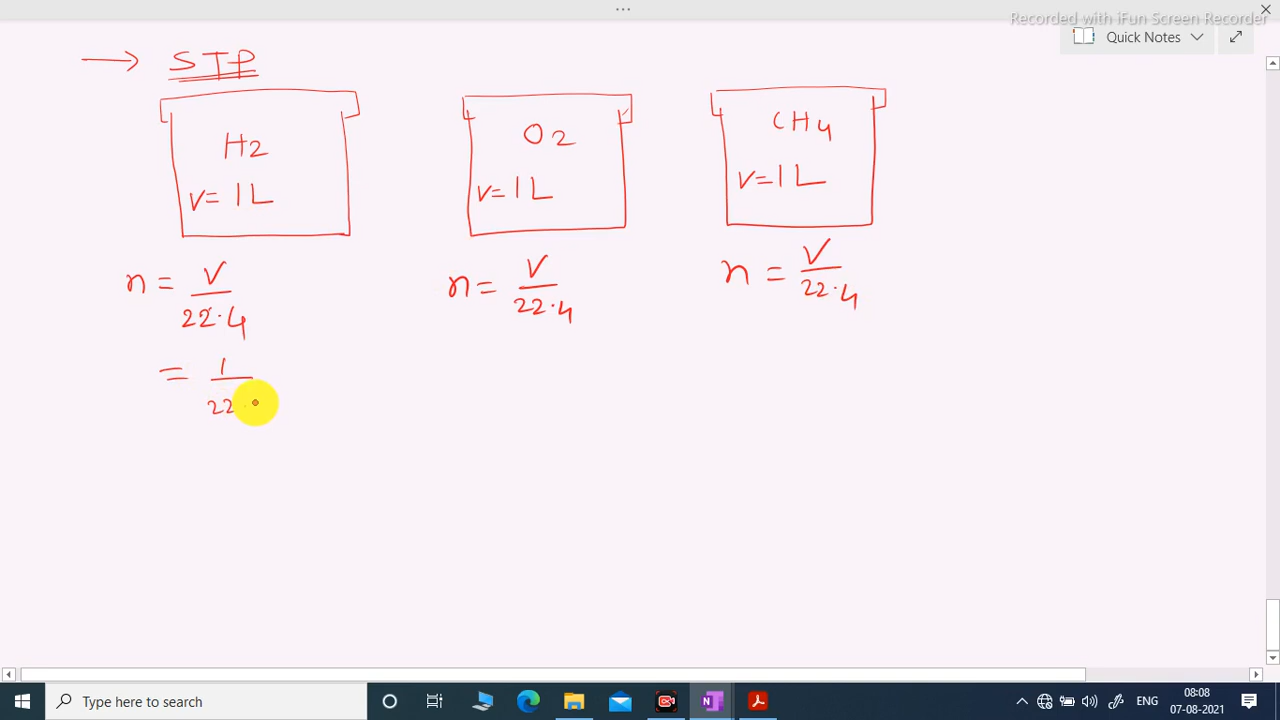 ...
Recorded with iFun Screen Recorder
Quick Notes
→ STP
H2
V= 1L
O2
V= 1L
CH4
V=1L
n = V/22.4
n = V/22.4
n = V/22.4
= 1/22.
Type here to search
ENG
08:08
07-08-2021